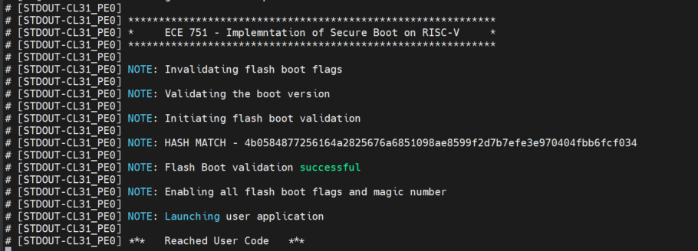 # [STDOUT-CL31_PE0]
# [STDOUT-CL31_PE0] ************************************************************
# [STDOUT-CL31_PE0] * ECE 751 - Implemntation of Secure Boot on RISC-V *
# [STDOUT-CL31_PE0] ************************************************************
# [STDOUT-CL31_PE0]
# [STDOUT-CL31_PE0] NOTE: Invalidating flash boot flags
# [STDOUT-CL31_PE0]
# [STDOUT-CL31_PE0] NOTE: Validating the boot version
# [STDOUT-CL31_PE0]
# [STDOUT-CL31_PE0] NOTE: Initiating flash boot validation
# [STDOUT-CL31_PE0]
# [STDOUT-CL31_PE0] NOTE: HASH MATCH - 4b0584877256164a2825676a6851098ae8599f2d7b7efe3e970404fbb6fcf034
# [STDOUT-CL31_PE0]
# [STDOUT-CL31_PE0] NOTE: Flash Boot validation successful
# [STDOUT-CL31_PE0]
# [STDOUT-CL31_PE0] NOTE: Enabling all flash boot flags and magic number
# [STDOUT-CL31_PE0]
# [STDOUT-CL31_PE0] NOTE: Launching user application
# [STDOUT-CL31_PE0]
# [STDOUT-CL31_PE0] *** Reached User Code ***
#